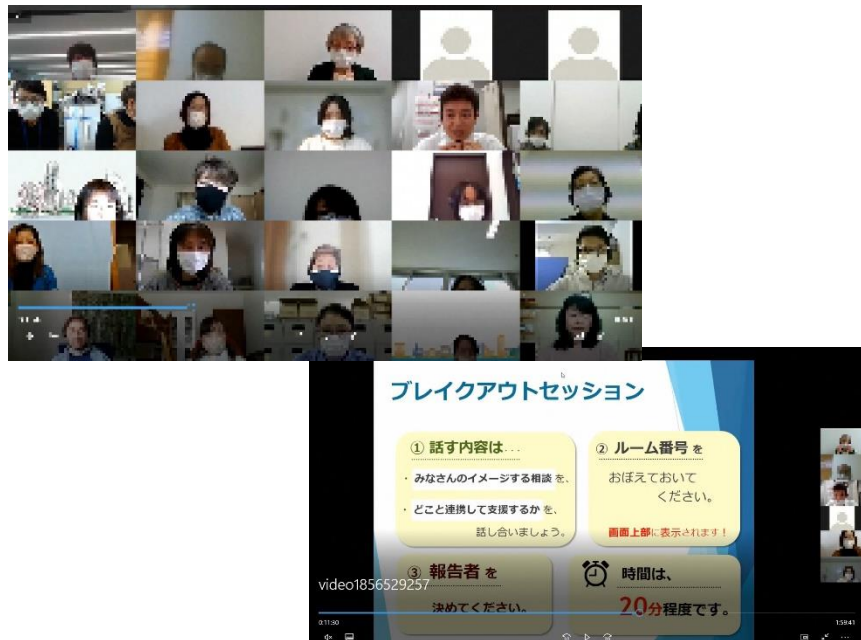 ブレイクアウトセッション
① 話す内容は...
・ みなさんのイメージする相談 を、
・ どこと連携して支援するか を、
話し合いましょう。
② ルーム番号 を
おぼえておいて
ください。
画面上部に表示されます！
③ 報告者 を
決めてください。
時間は、
20分程度です。
video1856529257
0:11:30
1:59:41